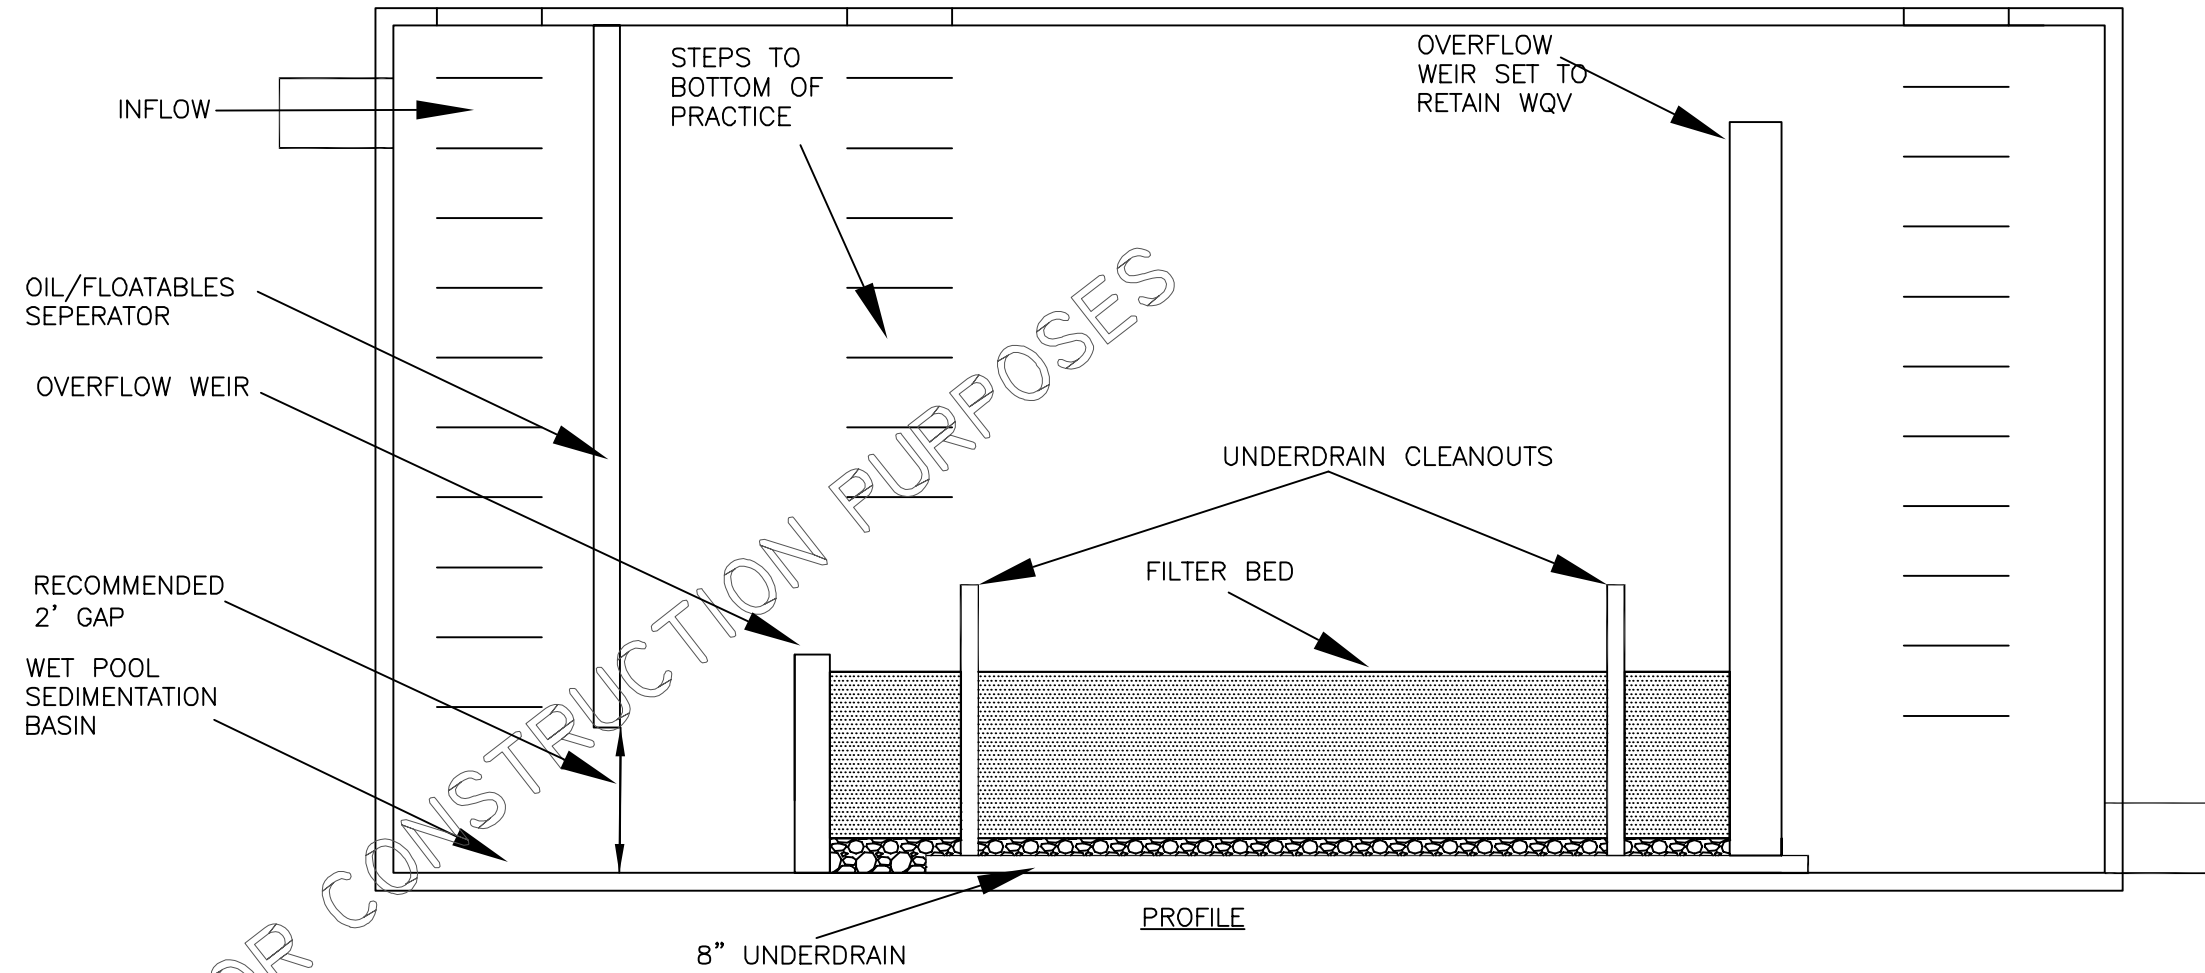 STEPS TO
BOTTOM OF
PRACTICE
OVERFLOW
WEIR SET TO
RETAIN WQV
INFLOW
OIL/FLOATABLES
SEPERATOR
OVERFLOW WEIR
UNDERDRAIN CLEANOUTS
FILTER BED
RECOMMENDED
2' GAP
WET POOL
SEDIMENTATION
BASIN
OR CONSTRUCTION PURPOSES
PROFILE
8" UNDERDRAIN